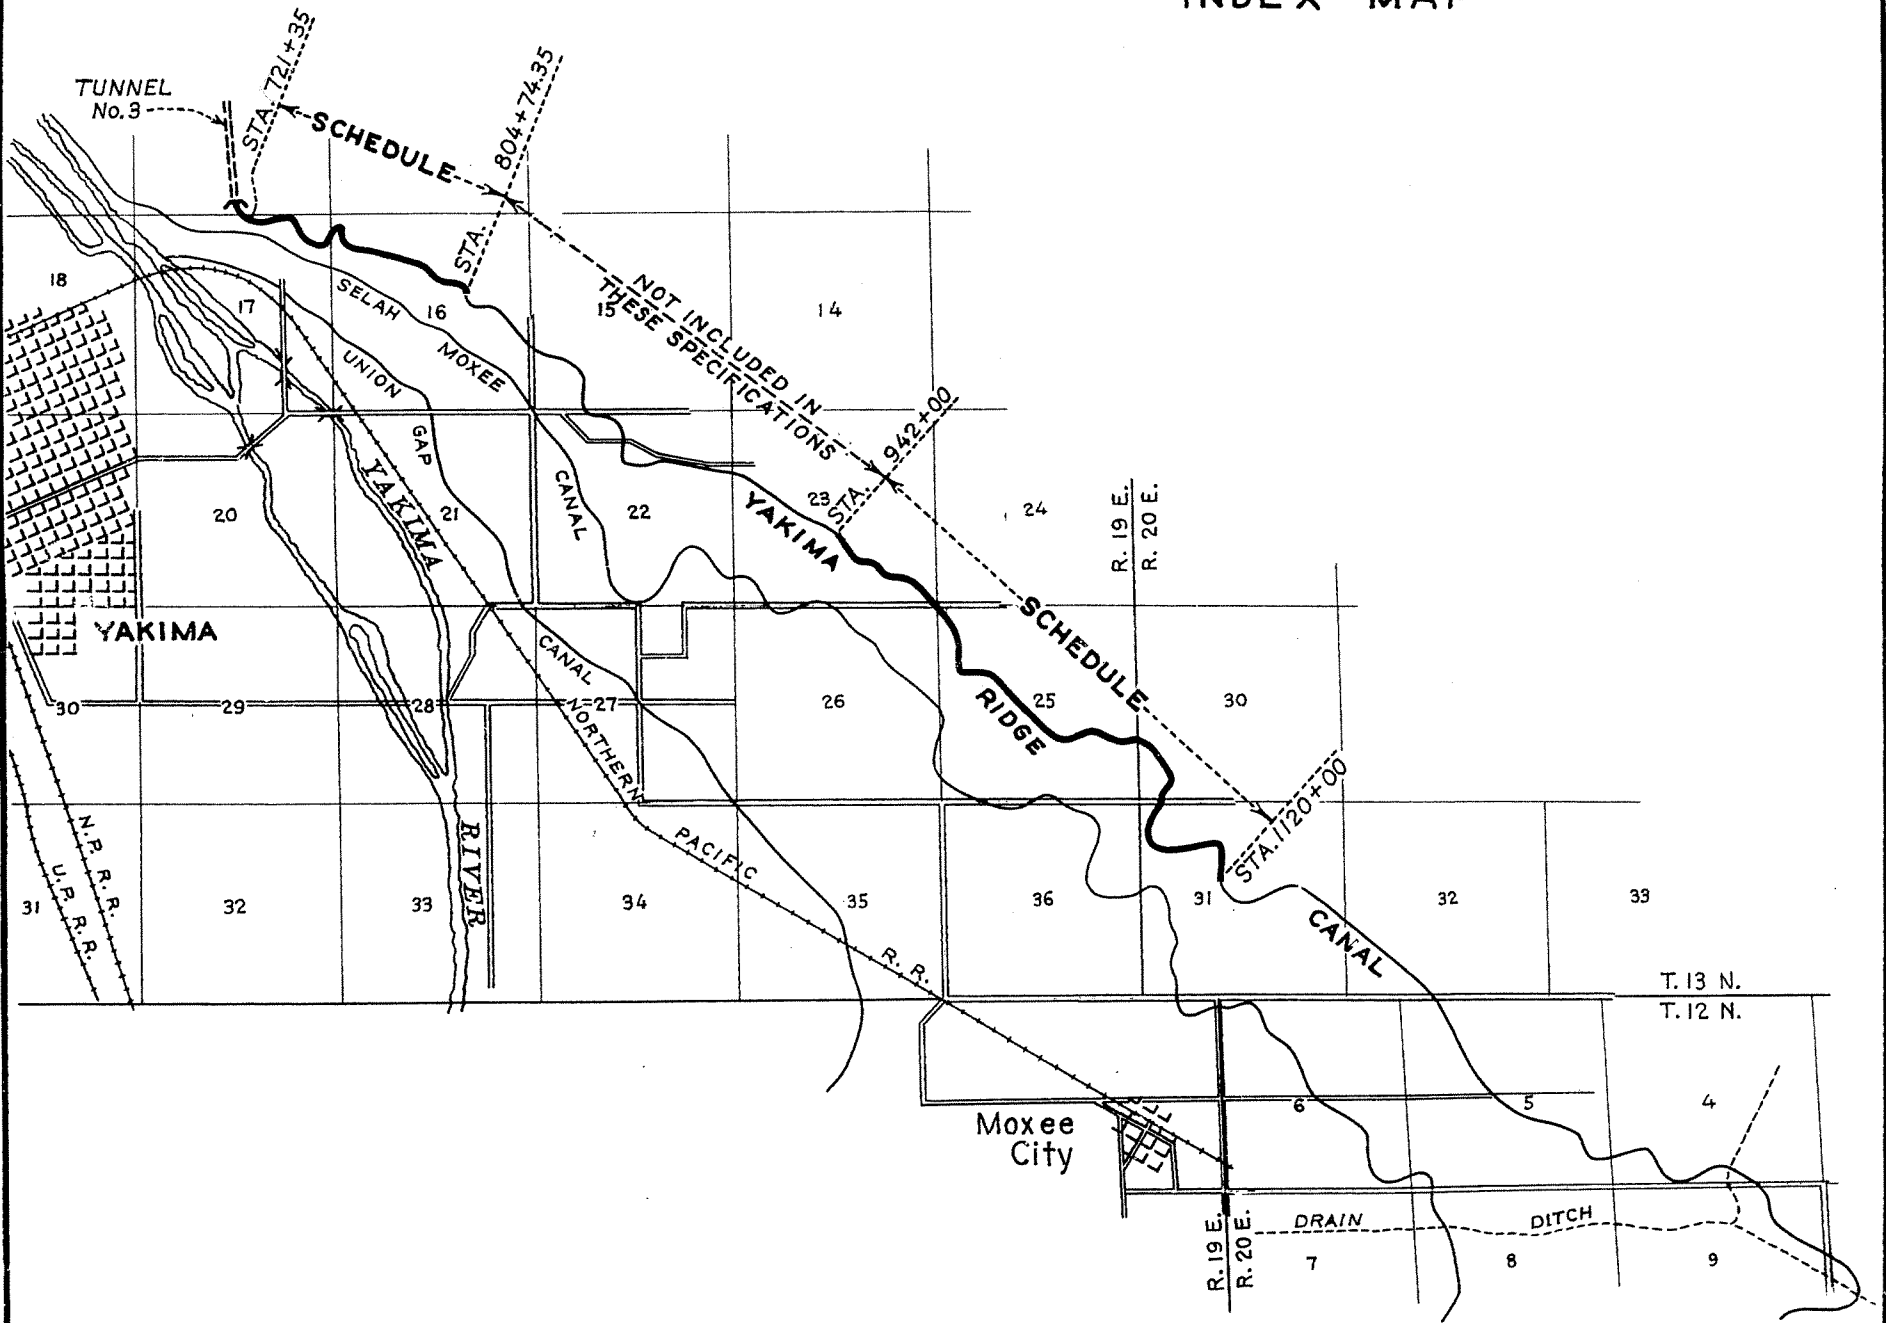 INDEX MAP
TUNNEL
No.3
STA. 721+35
SCHEDULE
STA. 804+74.35
NOT INCLUDED IN
THESE SPECIFICATIONS
STA. 942+00
SCHEDULE
STA. 1120+00
18
17
16
15
14
SELAH
MOXEE
CANAL
UNION
GAP
CANAL
YAKIMA
RIVER
20
21
22
23
24
YAKIMA
RIDGE
CANAL
R. 19 E.
R. 20 E.
YAKIMA
30
29
28
27
26
25
30
NORTHERN
PACIFIC
R. R.
N. P. R. R.
U. P. R. R.
31
32
33
34
35
36
31
32
33
T. 13 N.
T. 12 N.
Moxee
City
6
5
4
R. 19 E.
R. 20 E.
DRAIN
DITCH
7
8
9